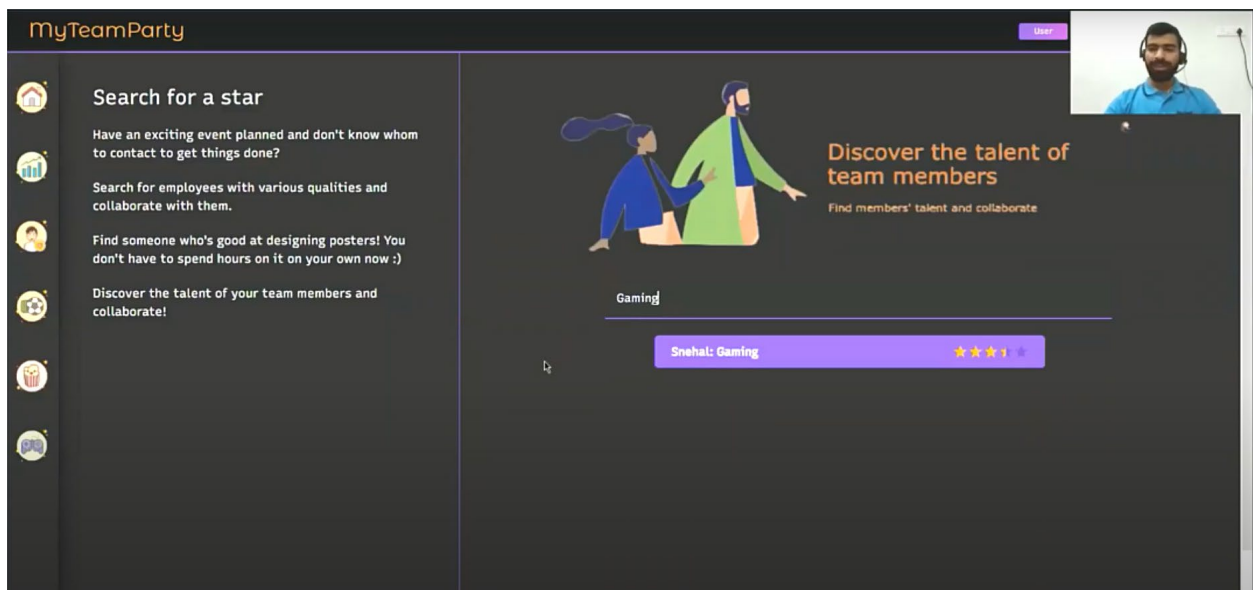 MyTeamParty
User
Search for a star
Have an exciting event planned and don't know whom
to contact to get things done?
Search for employees with various qualities and
collaborate with them.
Find someone who's good at designing posters! You
don't have to spend hours on it on your own now :)
Discover the talent of your team members and
collaborate!
Discover the talent of
team members
Find members' talent and collaborate
Gaming
Snehal: Gaming